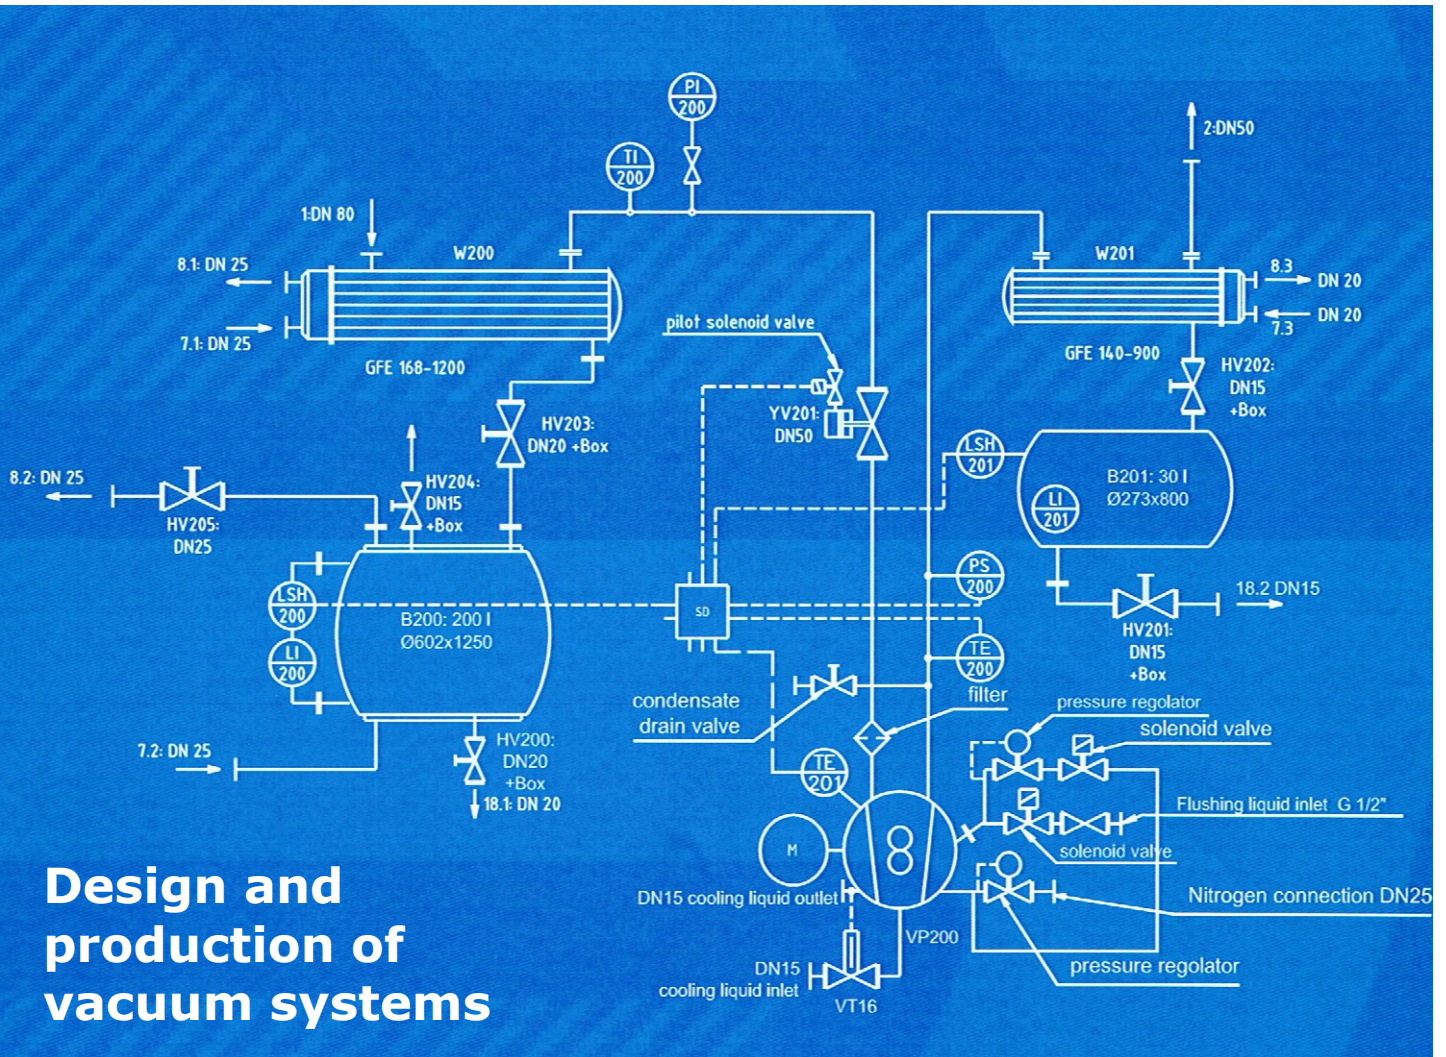 PI
200
TI
200
2:DN50
1:DN 80
W200
W201
8.1: DN 25
8.3
DN 20
pilot solenoid valve
DN 20
7.3
7.1: DN 25
GFE 168-1200
GFE 140-900
HV202:
DN15
+Box
YV201:
DN50
HV203:
DN20 +Box
LSH
201
8.2: DN 25
HV204:
DN15
+Box
B201: 30 l
Ø273x800
LI
201
HV205:
DN25
PS
200
LSH
200
SD
18.2 DN15
B200: 200 l
Ø602x1250
HV201:
DN15
+Box
LI
200
TE
200
condensate
drain valve
filter
pressure regolator
solenoid valve
7.2: DN 25
HV200:
DN20
+Box
18.1: DN 20
TE
201
Flushing liquid inlet G 1/2"
M
solenoid valve
DN15 cooling liquid outlet
Nitrogen connection DN25
VP200
DN15
cooling liquid inlet
pressure regolator
VT16
Design and
production of
vacuum systems